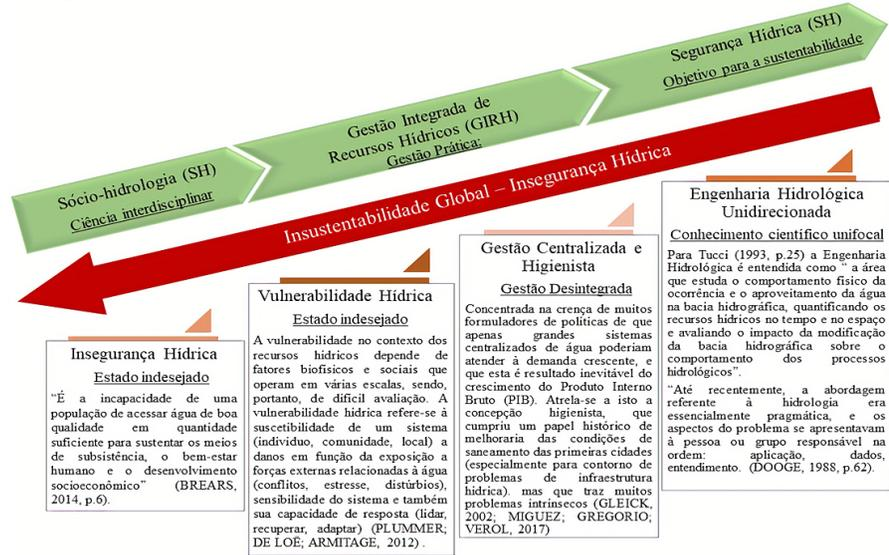 Sócio-hidrologia (SH)
Ciência interdisciplinar
Gestão Integrada de
Recursos Hídricos (GIRH)
Gestão Prática:
Segurança Hídrica (SH)
Objetivo para a sustentabilidade
Insustentabilidade Global – Insegurança Hídrica
Insegurança Hídrica
Estado indesejado
“É a incapacidade de uma
população de acessar água de boa
qualidade em quantidade
suficiente para sustentar os meios
de subsistência, o bem-estar
humano e o desenvolvimento
socioeconômico” (BREARS,
2014, p.6).
Vulnerabilidade Hídrica
Estado indesejado
A vulnerabilidade no contexto dos
recursos hídricos depende de
fatores biofísicos e sociais que
operam em várias escalas, sendo,
portanto, de difícil avaliação. A
vulnerabilidade hídrica refere-se à
suscetibilidade de um sistema
(indivíduo, comunidade, local) a
danos em função da exposição a
forças externas relacionadas à água
(conflitos, estresse, distúrbios),
sensibilidade do sistema e também
sua capacidade de resposta (lidar,
recuperar, adaptar) (PLUMMER;
DE LOË; ARMITAGE, 2012) .
Gestão Centralizada e
Higienista
Gestão Desintegrada
Concentrada na crença de muitos
formuladores de políticas de que
apenas grandes sistemas
centralizados de água poderiam
atender à demanda crescente, e
que esta é resultado inevitável do
crescimento do Produto Interno
Bruto (PIB). Atrela-se a isto a
concepção higienista, que
cumpriu um papel histórico de
melhoria das condições de
saneamento das primeiras cidades
(especialmente para contorno de
problemas de infraestrutura
hídrica). mas que traz muitos
problemas intrínsecos (GLEICK,
2002; MIGUEZ; GREGORIO;
VEROL, 2017)
Engenharia Hidrológica
Unidirecionada
Conhecimento científico unifocal
Para Tucci (1993, p.25) a Engenharia
Hidrológica é entendida como “ a área
que estuda o comportamento físico da
ocorrência e o aproveitamento da água
na bacia hidrográfica, quantificando os
recursos hídricos no tempo e no espaço
e avaliando o impacto da modificação
da bacia hidrográfica sobre o
comportamento dos processos
hidrológicos”.
“Até recentemente, a abordagem
referente à hidrologia era
essencialmente pragmática, e os
aspectos do problema se apresentavam
à pessoa ou grupo responsável na
ordem: aplicação, dados,
entendimento. (DOOGE, 1988, p.62).